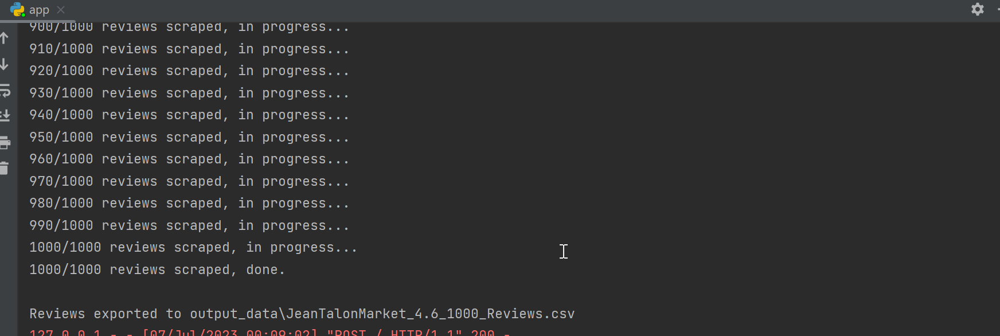 app
900/1000 reviews scraped, in progress...
910/1000 reviews scraped, in progress...
920/1000 reviews scraped, in progress...
930/1000 reviews scraped, in progress...
940/1000 reviews scraped, in progress...
950/1000 reviews scraped, in progress...
960/1000 reviews scraped, in progress...
970/1000 reviews scraped, in progress...
980/1000 reviews scraped, in progress...
990/1000 reviews scraped, in progress...
1000/1000 reviews scraped, in progress...
1000/1000 reviews scraped, done.
Reviews exported to output_data\JeanTalonMarket_4.6_1000_Reviews.csv
127.0.0.1 - - [07/Jul/2023 00:09:02] "POST / HTTP/1.1" 200 -